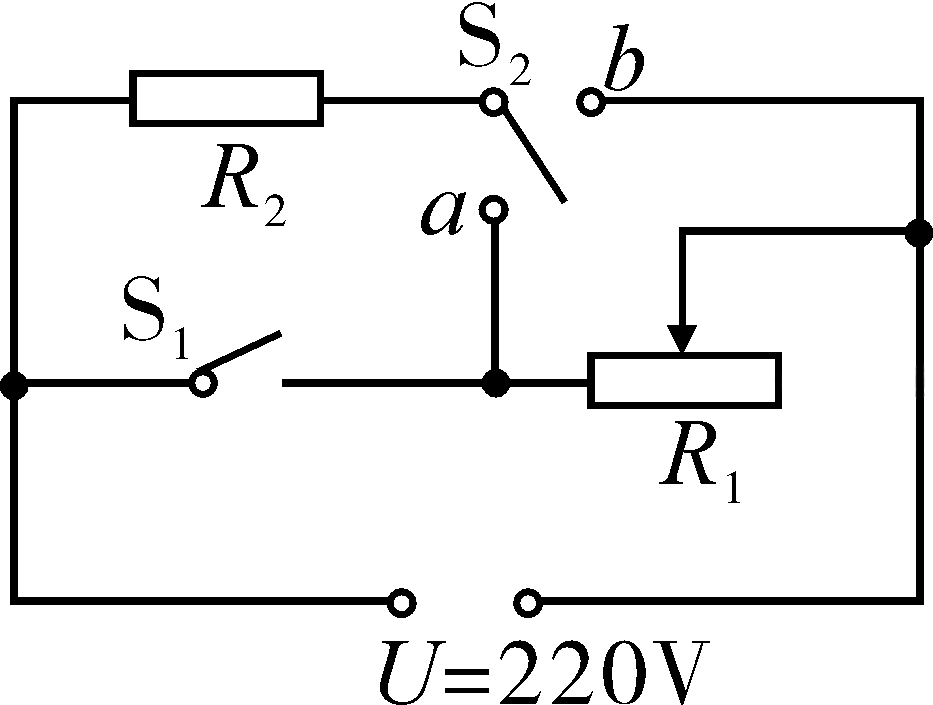 S₂ b
R₂
a
S₁
R₁
U=220V